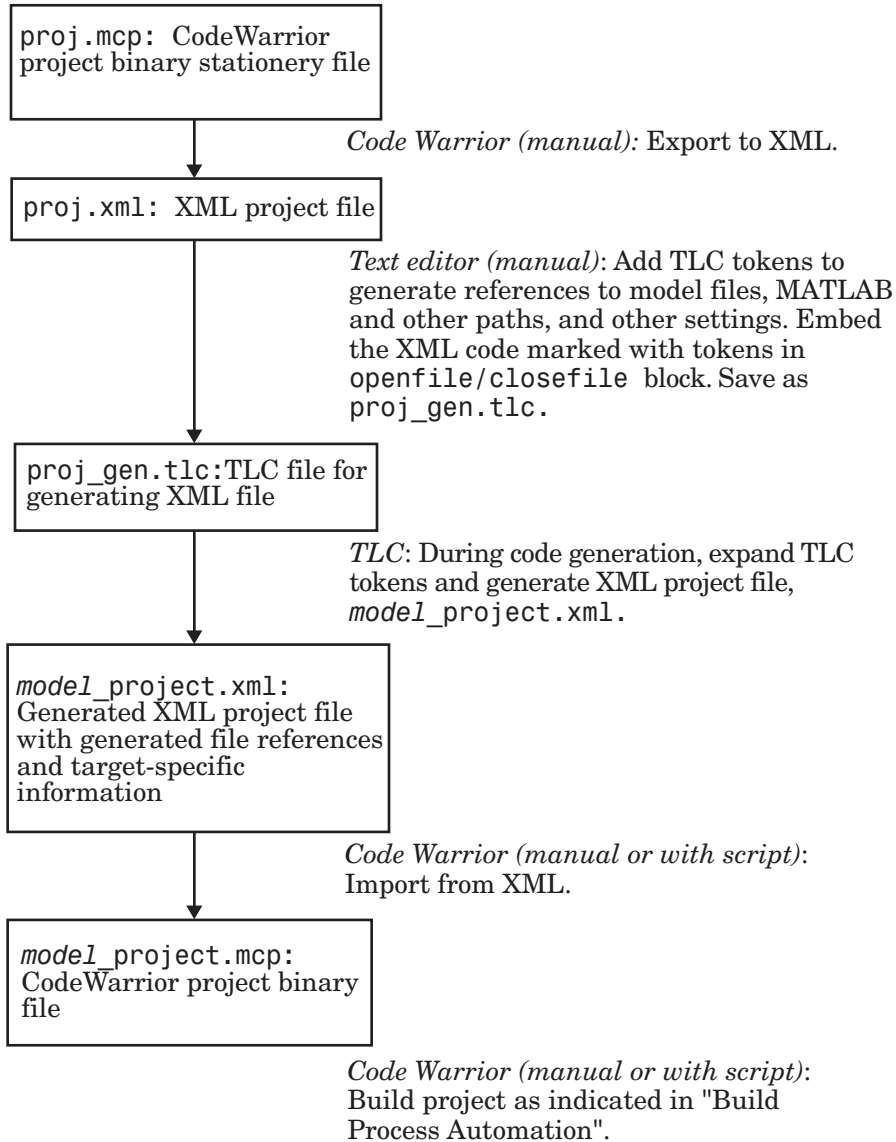 proj.mcp: CodeWarrior
project binary stationery file
Code Warrior (manual): Export to XML.
proj.xml: XML project file
Text editor (manual): Add TLC tokens to
generate references to model files, MATLAB
and other paths, and other settings. Embed
the XML code marked with tokens in
openfile/closefile block. Save as
proj_gen.tlc.
proj_gen.tlc:TLC file for
generating XML file
TLC: During code generation, expand TLC
tokens and generate XML project file,
model_project.xml.
model_project.xml:
Generated XML project file
with generated file references
and target-specific
information
Code Warrior (manual or with script):
Import from XML.
model_project.mcp:
CodeWarrior project binary
file
Code Warrior (manual or with script):
Build project as indicated in "Build
Process Automation".